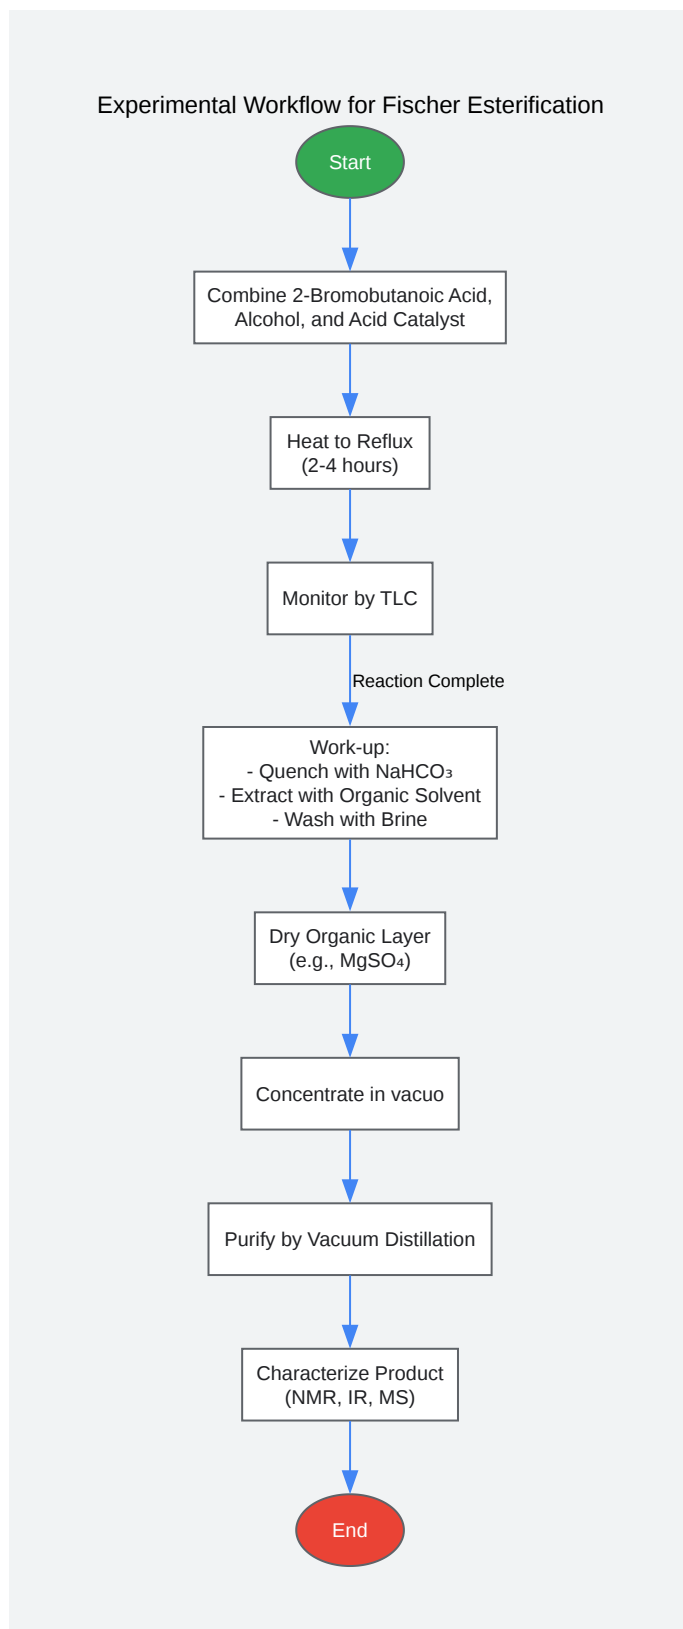 Experimental Workflow for Fischer Esterification
Start
Combine 2-Bromobutanoic Acid,
Alcohol, and Acid Catalyst
Heat to Reflux
(2-4 hours)
Monitor by TLC
Reaction Complete
Work-up:
- Quench with NaHCO₃
- Extract with Organic Solvent
- Wash with Brine
Dry Organic Layer
(e.g., MgSO₄)
Concentrate in vacuo
Purify by Vacuum Distillation
Characterize Product
(NMR, IR, MS)
End